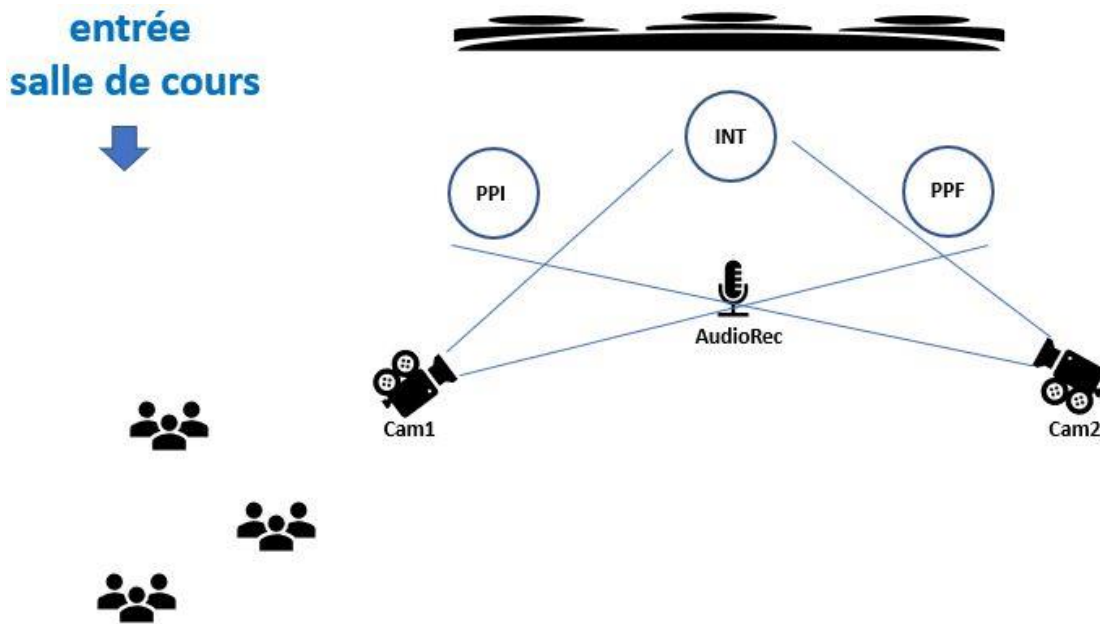 entrée
salle de cours
INT
PPI
PPF
AudioRec
Cam1
Cam2